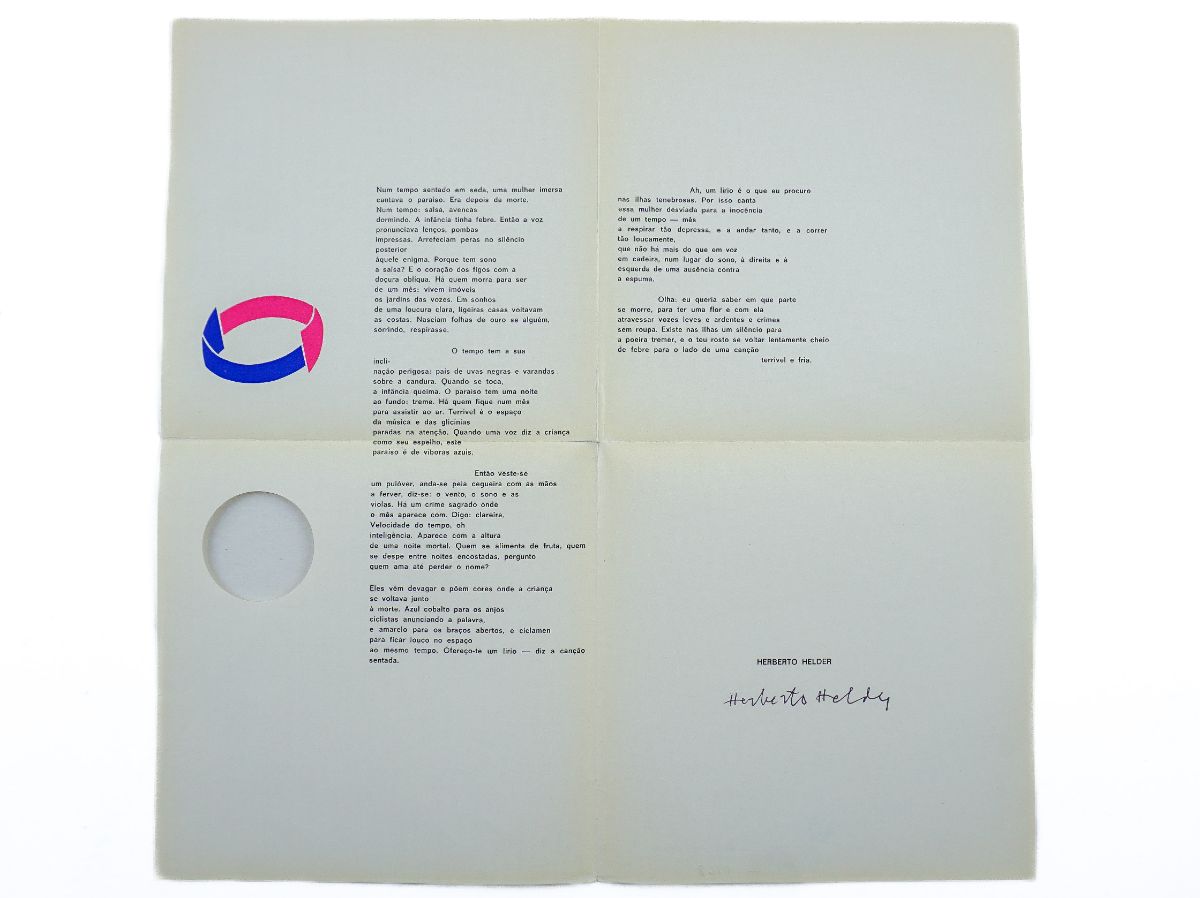 Num tempo sentado em seda, uma mulher imersa
cantava o paraíso. Era depois da morte.
Num tempo: salsa, avencas
dormindo. A infância tinha febre. Então a voz
pronunciava lenços, pombas
impressas. Arrefeciam peras no silêncio
posterior
àquele enigma. Porque tem sono
a salsa? E o coração dos figos com a
doçura oblíqua. Há quem morra para ser
de um mês: vivem imóveis
os jardins das vozes. Em sonhos
de uma loucura clara, ligeiras casas voltavam
as costas. Nasciam folhas de ouro se alguém,
sorrindo, respirasse.
O tempo tem a sua
incli-
nação perigosa: país de uvas negras e varandas
sobre a candura. Quando se toca,
a infância queima. O paraíso tem uma noite
ao fundo: treme. Há quem fique num mês
para assistir ao ar. Terrível é o espaço
da música e das glicínias
paradas na atenção. Quando uma voz diz a criança
como seu espelho, este
paraíso é de víboras azuis.
Então veste-se
um pulóver, anda-se pela cegueira com as mãos
a ferver, diz-se: o vento, o sono e as
violas. Há um crime sagrado onde
o mês aparece com. Digo: clareira.
Velocidade do tempo, oh
inteligência. Aparece com a altura
de uma noite mortal. Quem se alimenta de fruta, quem
se despe entre noites encostadas, pergunto
quem ama até perder o nome?
Eles vêm devagar e põem cores onde a criança
se voltava junto
à morte. Azul cobalto para os anjos
ciclistas anunciando a palavra,
e amarelo para os braços abertos, e ciclamen
para ficar louco no espaço
ao mesmo tempo. Ofereço-te um lírio — diz a canção
sentada.
Ah, um lírio é o que eu procuro
nas ilhas tenebrosas. Por isso canta
essa mulher desviada para a inocência
de um tempo — mês
a respirar tão depressa, e a andar tanto, e a correr
tão loucamente,
que não há mais do que em voz
em cadeira, num lugar do sono, à direita e à
esquerda de uma ausência contra
a espuma.
Olha: eu queria saber em que parte
se morre, para ter uma flor e com ela
atravessar vozes leves e ardentes e crimes
sem roupa. Existe nas ilhas um silêncio para
a poeira tremer, e o teu rosto se voltar lentamente cheio
de febre para o lado de uma canção
terrível e fria.
HERBERTO HELDER
Herberto Helder